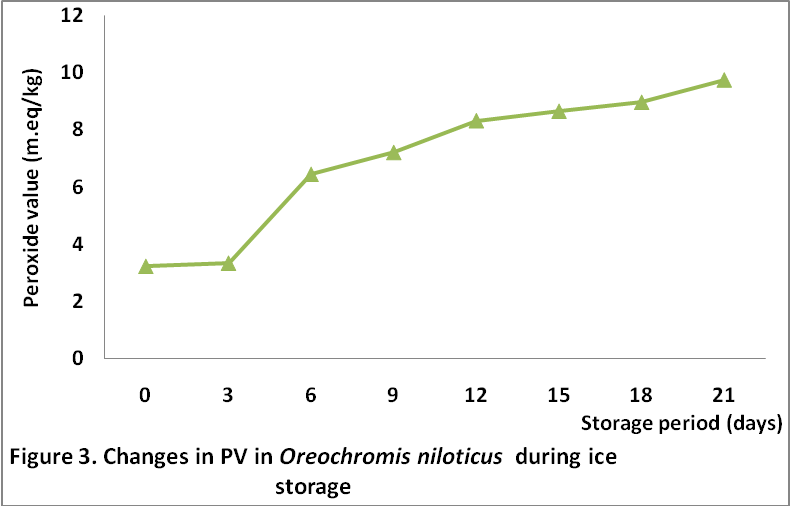 12
10
8
6
4
2
0
Peroxide value (m.eq/kg)
0 3 6 9 12 15 18 21
Storage period (days)
Figure 3. Changes in PV in Oreochromis niloticus during ice
storage